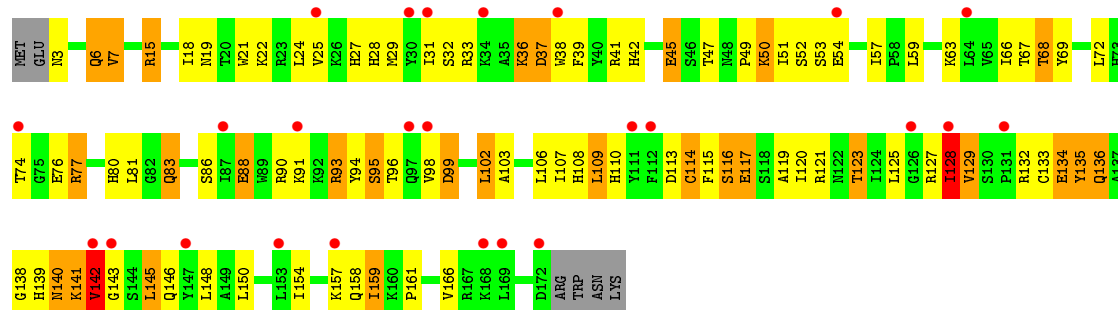 MET GLU N3 Q6 V7 R15 I18 N19 T20 W21 K22 R23 L24 V25 K26 H27 H28 M29 Y30 I31 S32 R33 K34 A35 K36 D37 W38 F39 Y40 R41 H42 E45 S46 T47 N48 P49 K50 I51 S52 S53 E54 I57 P58 L59 K63 L64 V65 I66 T67 T68 Y69 L72 H73
T74 G75 E76 R77 H80 L81 G82 Q83 S86 I87 E88 W89 R90 K91 K92 R93 Y94 S95 T96 Q97 V98 D99 L102 A103 L106 I107 H108 L109 H110 Y111 F112 D113 C114 F115 S116 E117 S118 A119 I120 R121 N122 T123 I124 L125 G126 R127 I128 V129 S130 P131 R132 C133 E134 Y135 Q136 A137
G138 H139 N140 K141 V142 G143 S144 L145 Q146 Y147 L148 A149 L150 L153 I154 K157 Q158 I159 K160 P161 V166 R167 K168 L169 D172 ARG TRP ASN LYS